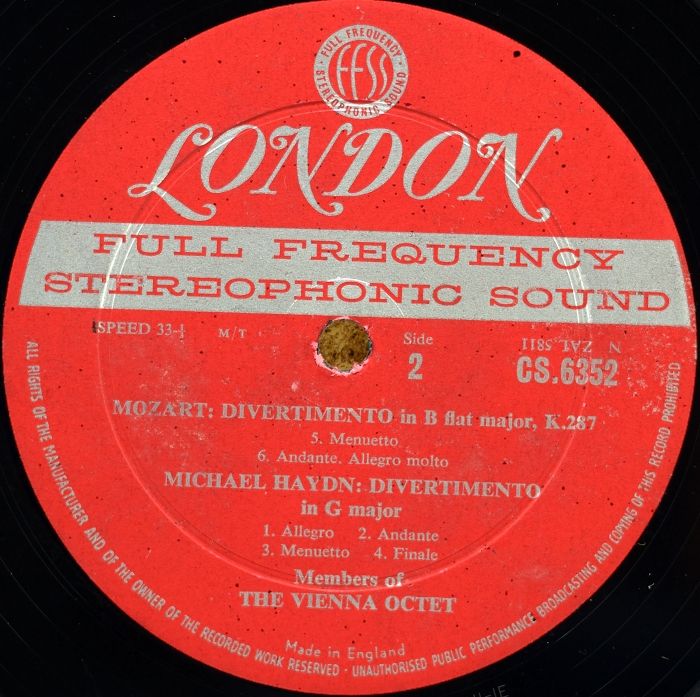 · FULL FREQUENCY ·
FFSS
STEREOPHONIC SOUND
LONDON
FULL FREQUENCY
STEREOPHONIC SOUND
SPEED 33⅓ M/T Side N ZAL 5811
2 CS.6352
MOZART: DIVERTIMENTO in B flat major, K.287
5. Menuetto
6. Andante. Allegro molto
MICHAEL HAYDN: DIVERTIMENTO
in G major
1. Allegro 2. Andante
3. Menuetto 4. Finale
Members of
THE VIENNA OCTET
Made in England
ALL RIGHTS OF THE MANUFACTURER AND OF THE OWNER OF THE RECORDED WORK RESERVED · UNAUTHORISED PUBLIC PERFORMANCE BROADCASTING AND COPYING OF THIS RECORD PROHIBITED